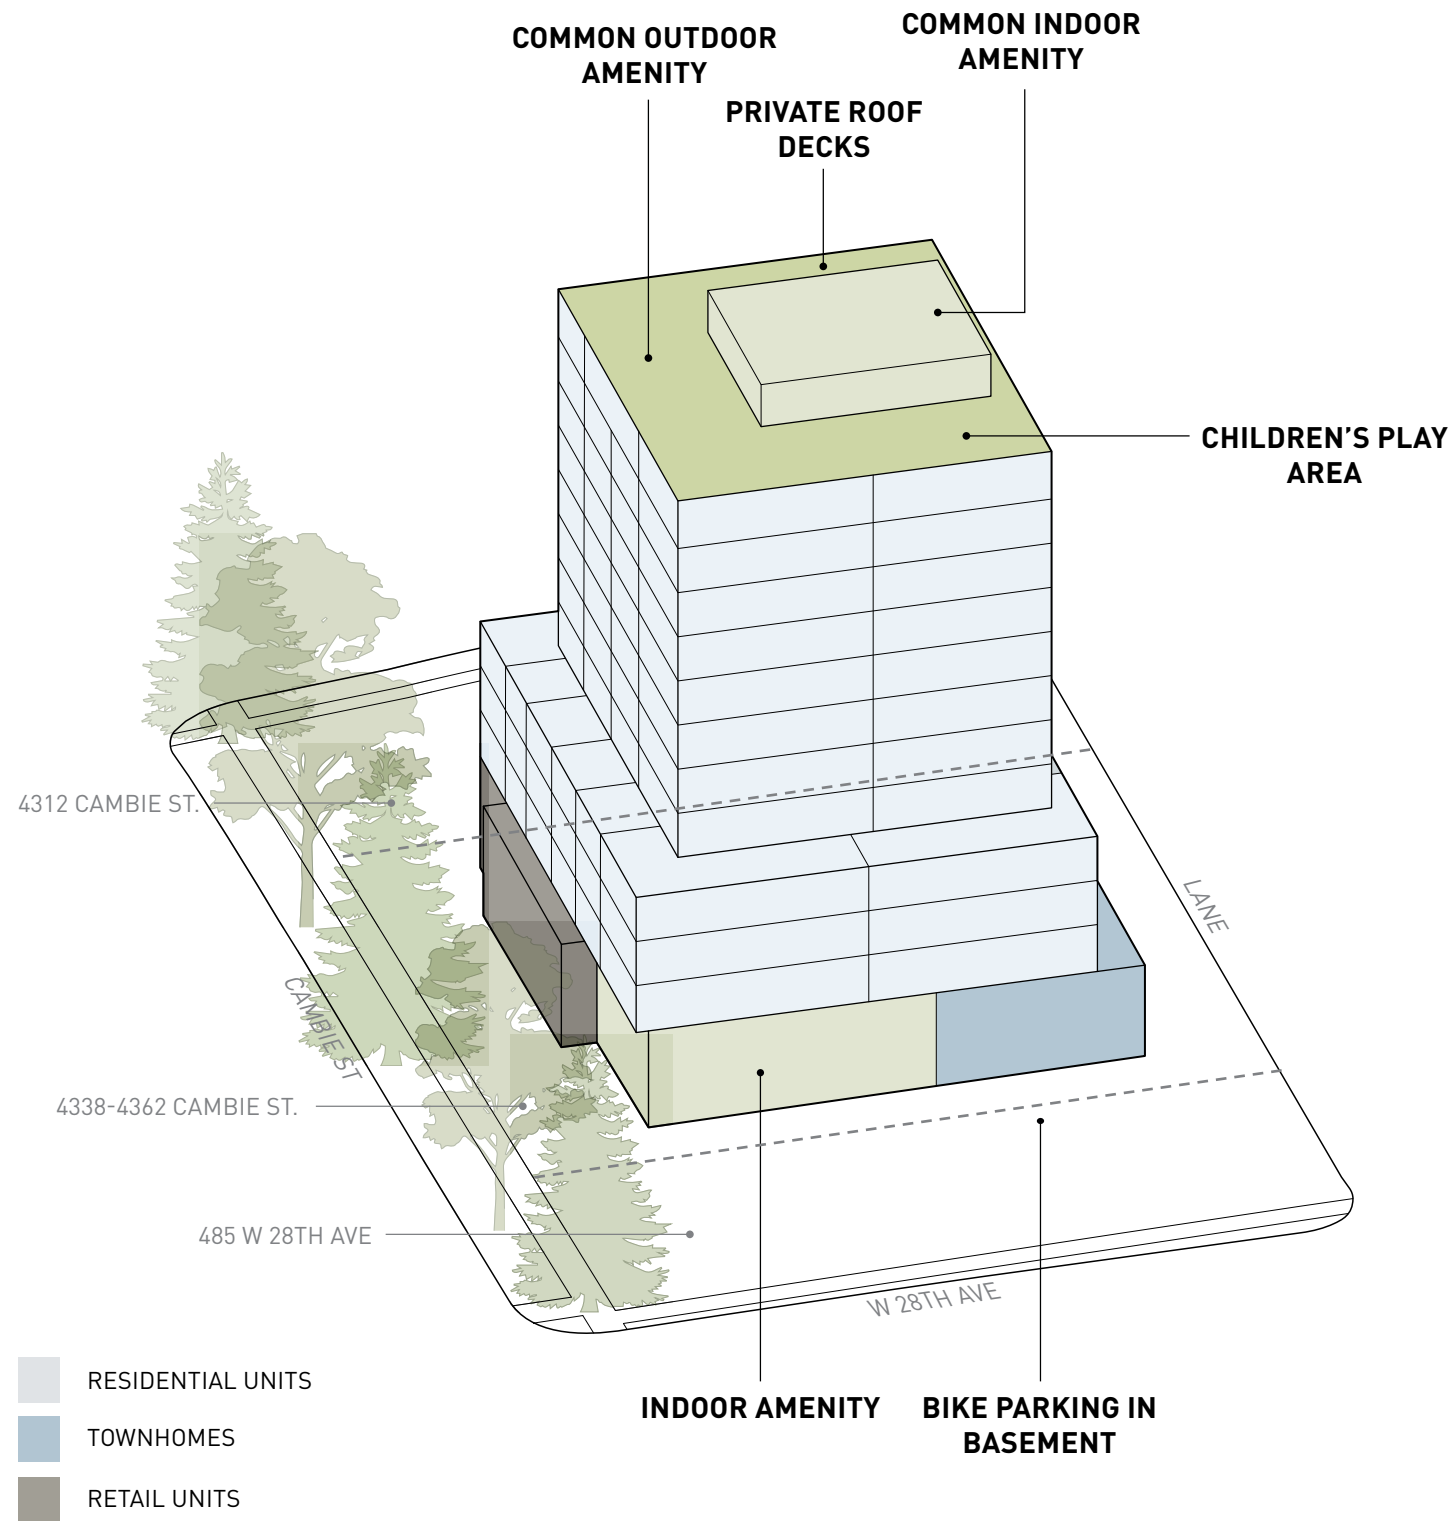 COMMON OUTDOOR
AMENITY
COMMON INDOOR
AMENITY
PRIVATE ROOF
DECKS
CHILDREN’S PLAY
AREA
4312 CAMBIE ST.
LANE
CAMBIE ST
4338-4362 CAMBIE ST.
485 W 28TH AVE
W 28TH AVE
INDOOR AMENITY
BIKE PARKING IN
BASEMENT
RESIDENTIAL UNITS
TOWNHOMES
RETAIL UNITS